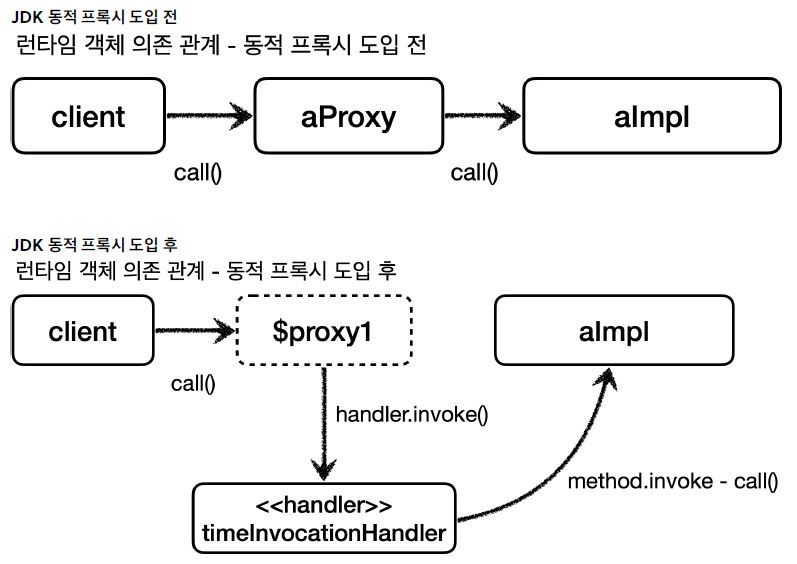 JDK 동적 프록시 도입 전
런타임 객체 의존 관계 - 동적 프록시 도입 전
client
aProxy
aImpl
call()
call()
JDK 동적 프록시 도입 후
런타임 객체 의존 관계 - 동적 프록시 도입 후
client
$proxy1
aImpl
call()
handler.invoke()
method.invoke - call()
<<handler>>
timeInvocationHandler